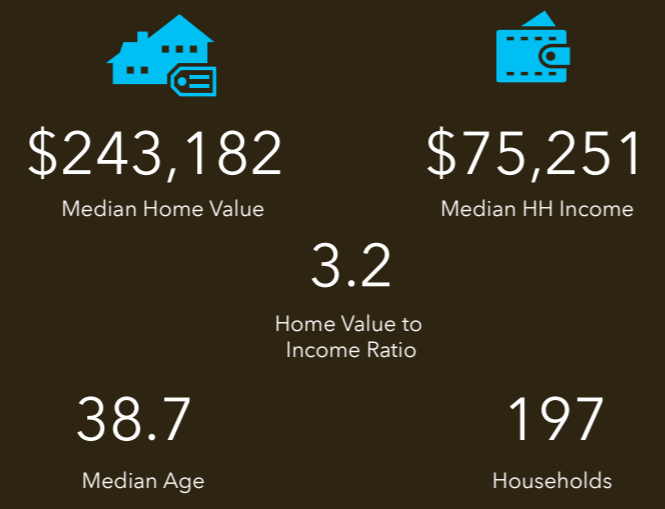 $243,182
$75,251
Median Home Value
Median HH Income
3.2
Home Value to
Income Ratio
38.7
197
Median Age
Households